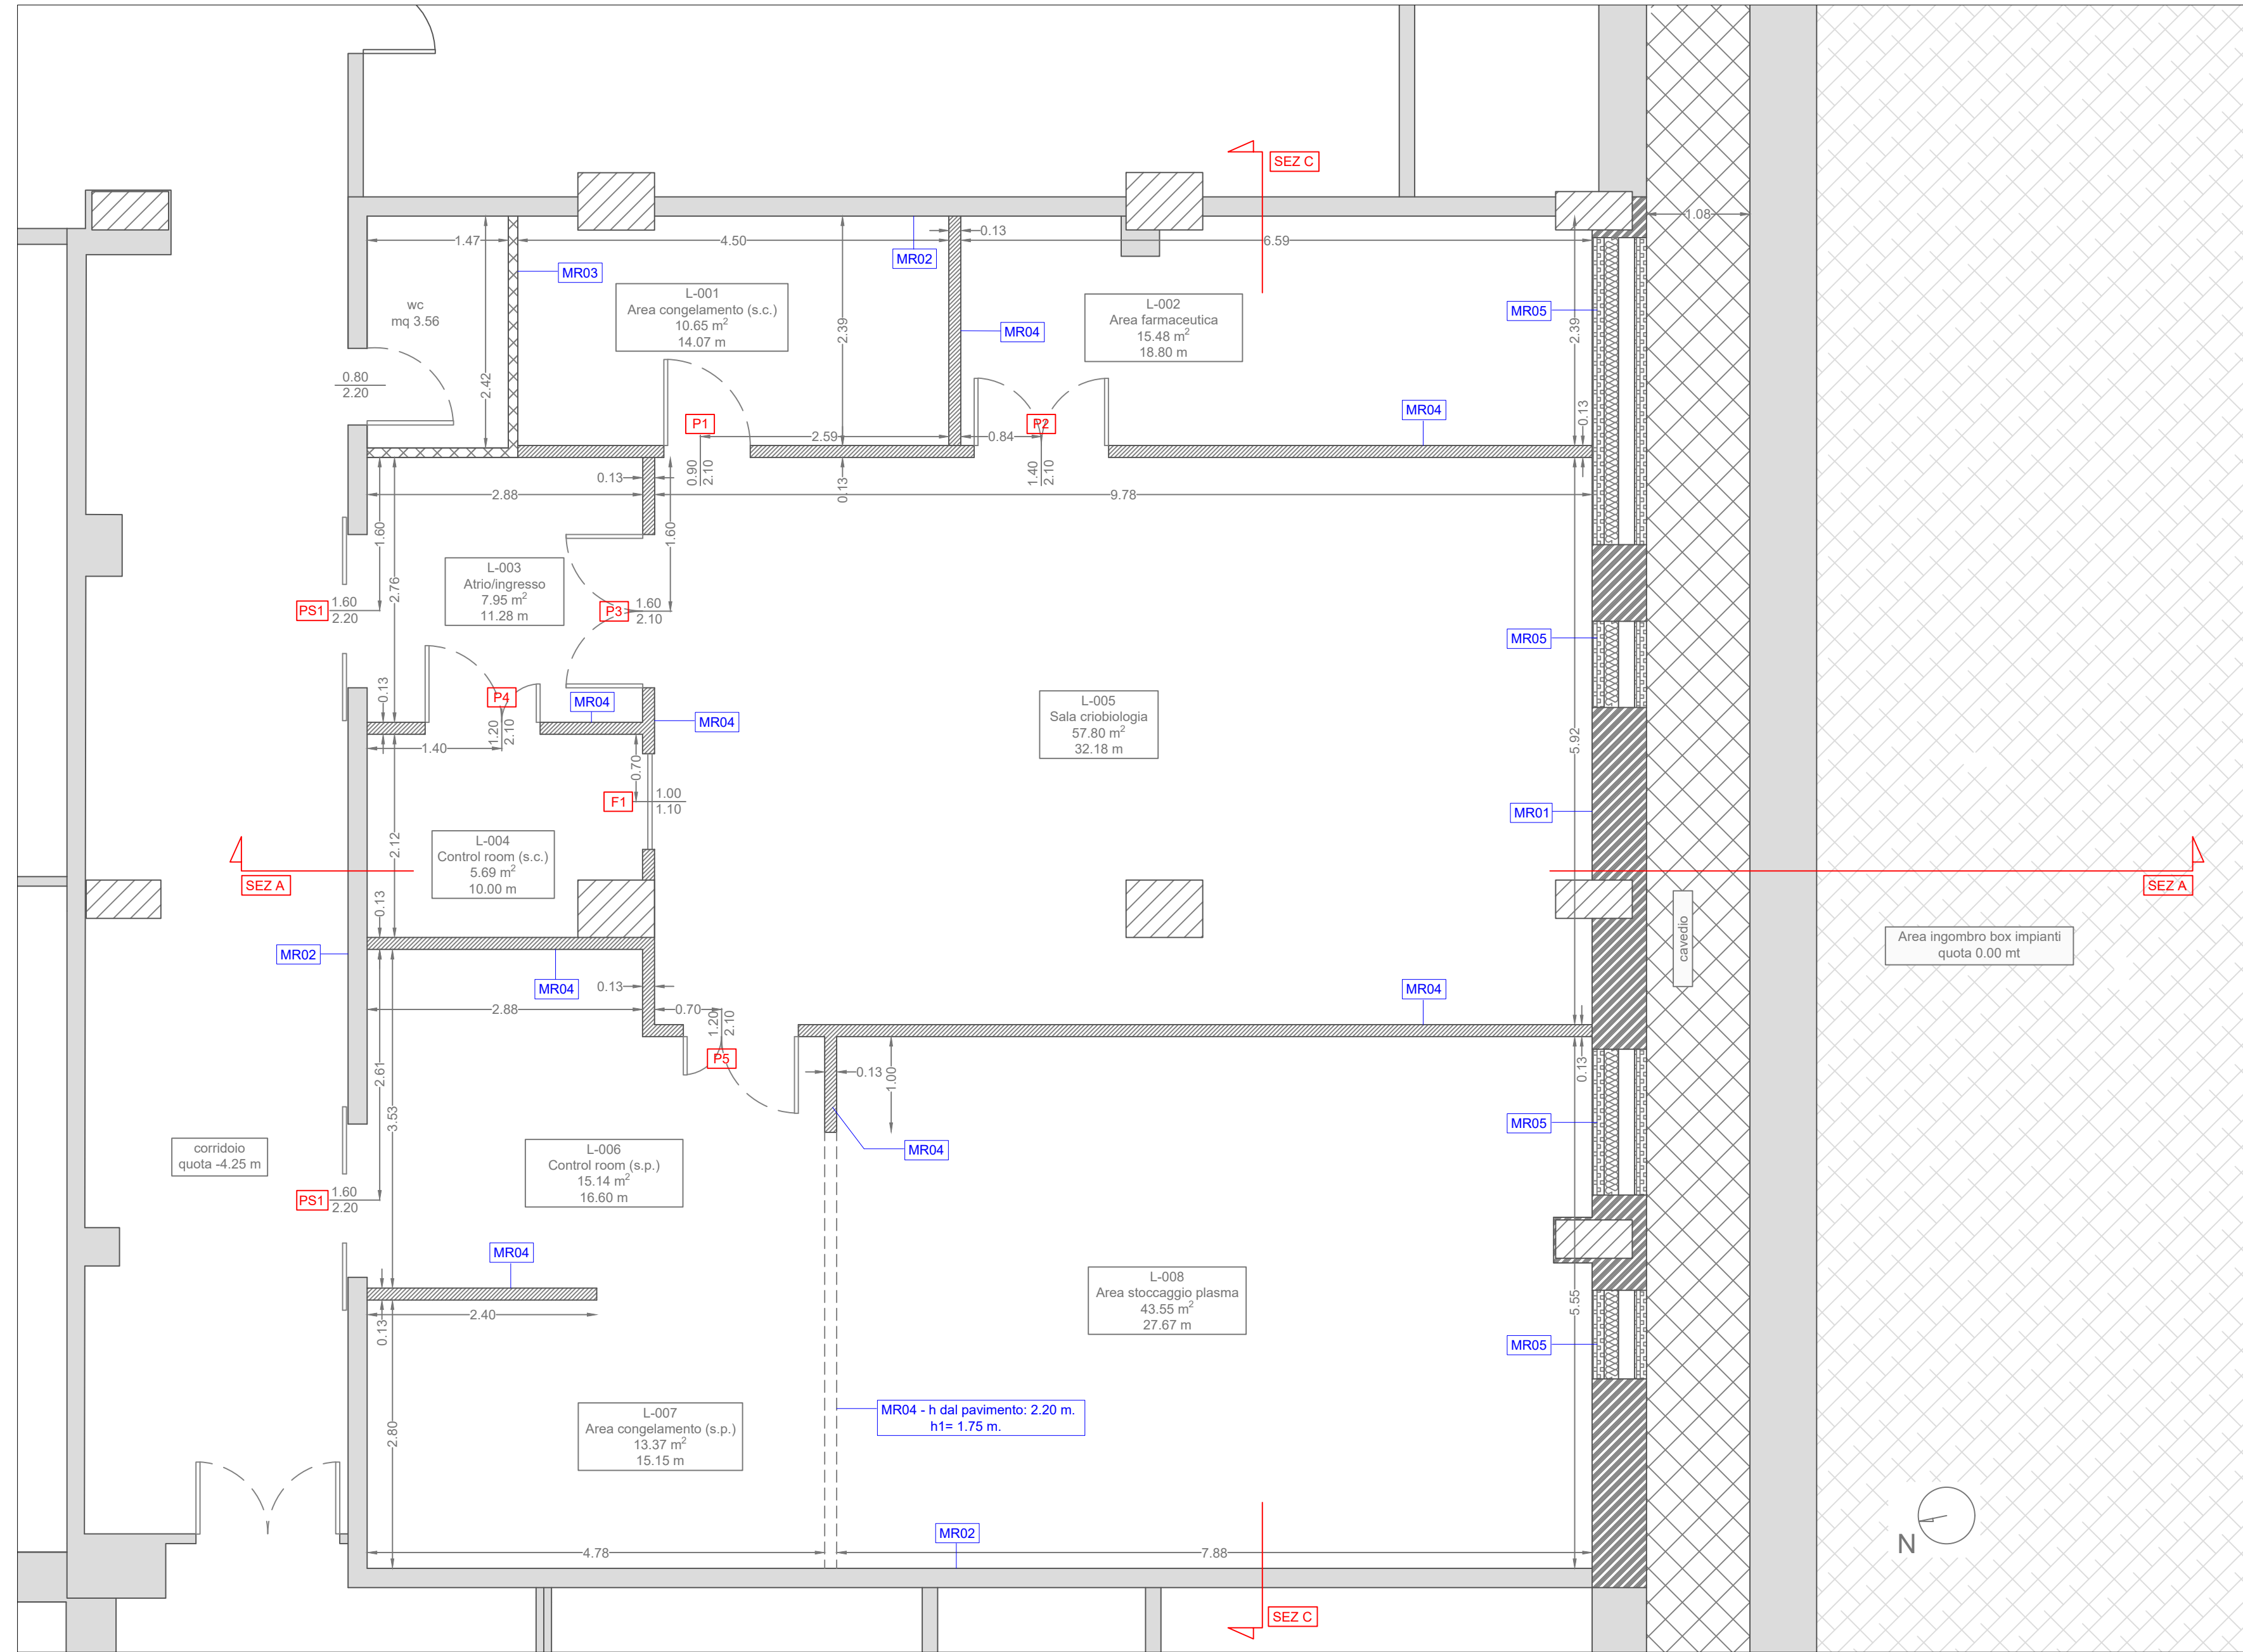 SEZ C
1.08
1.47
4.50
0.13
6.59
MR02
MR03
L-001
Area congelamento (s.c.)
10.65 m²
14.07 m
L-002
Area farmaceutica
15.48 m²
18.80 m
wc
mq 3.56
MR05
MR04
2.39
2.39
0.80
2.20
2.42
MR04
0.13
P1
P2
2.59
0.84
0.90
2.10
1.40
2.10
0.13
0.13
2.88
9.78
1.60
1.60
2.76
L-003
Atrio/ingresso
7.95 m²
11.28 m
PS1
1.60
2.20
P3
1.60
2.10
MR05
0.13
P4
MR04
MR04
1.20
2.10
1.40
L-005
Sala criobiologia
57.80 m²
32.18 m
5.92
0.70
F1
1.00
1.10
MR01
2.12
L-004
Control room (s.c.)
5.69 m²
10.00 m
SEZ A
SEZ A
0.13
cavedio
Area ingombro box impianti
quota 0.00 mt
MR02
MR04
0.13
MR04
2.88
0.70
1.20
2.10
P5
2.61
0.13
1.00
0.13
3.53
MR05
MR04
corridoio
quota -4.25 m
L-006
Control room (s.p.)
15.14 m²
16.60 m
PS1
1.60
2.20
MR04
L-008
Area stoccaggio plasma
43.55 m²
27.67 m
5.55
2.40
0.13
MR05
MR04 - h dal pavimento: 2.20 m.
h1= 1.75 m.
L-007
Area congelamento (s.p.)
13.37 m²
15.15 m
2.80
MR02
N
4.78
7.88
SEZ C